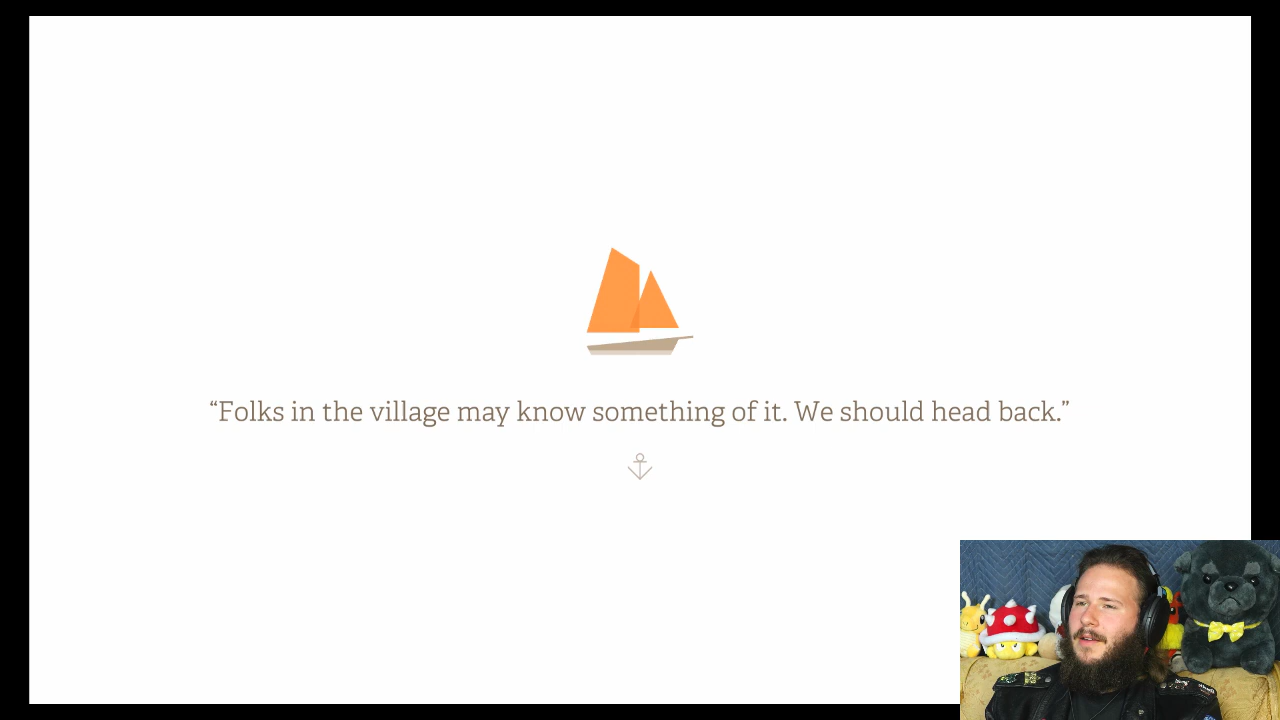 “Folks in the village may know something of it. We should head back.”